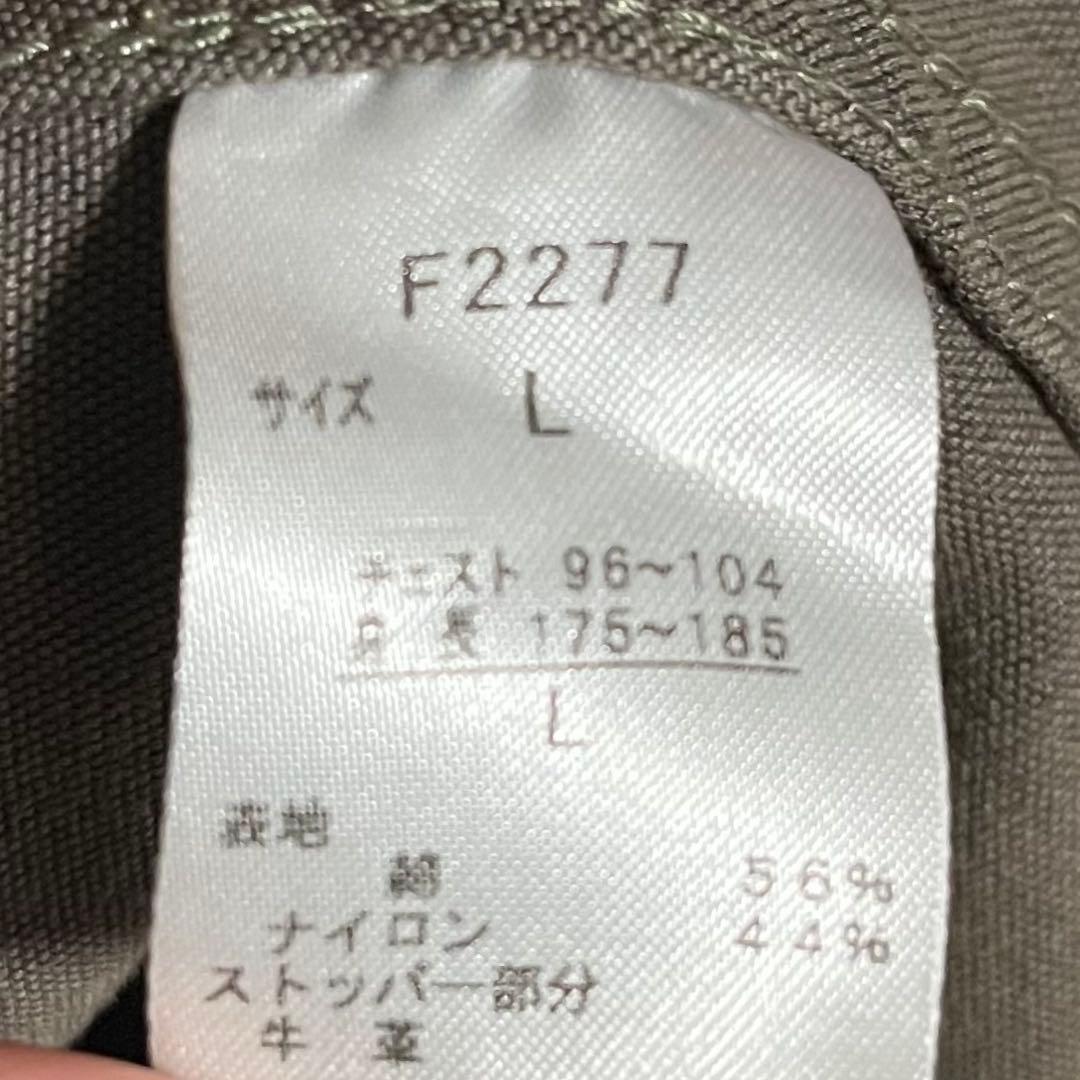 F2277
サイズ L
チェスト 96~104
身 長 175~185
L
表地
綿 56%
ナイロン 44%
ストッパー部分
牛 革